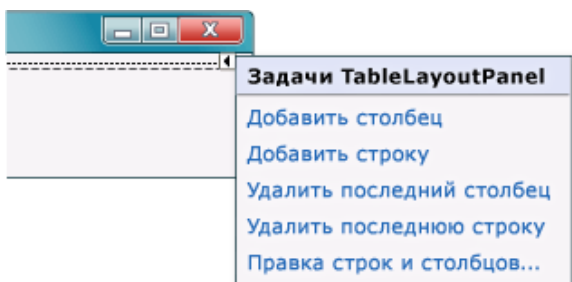 Задачи TableLayoutPanel
Добавить столбец
Добавить строку
Удалить последний столбец
Удалить последнюю строку
Правка строк и столбцов...